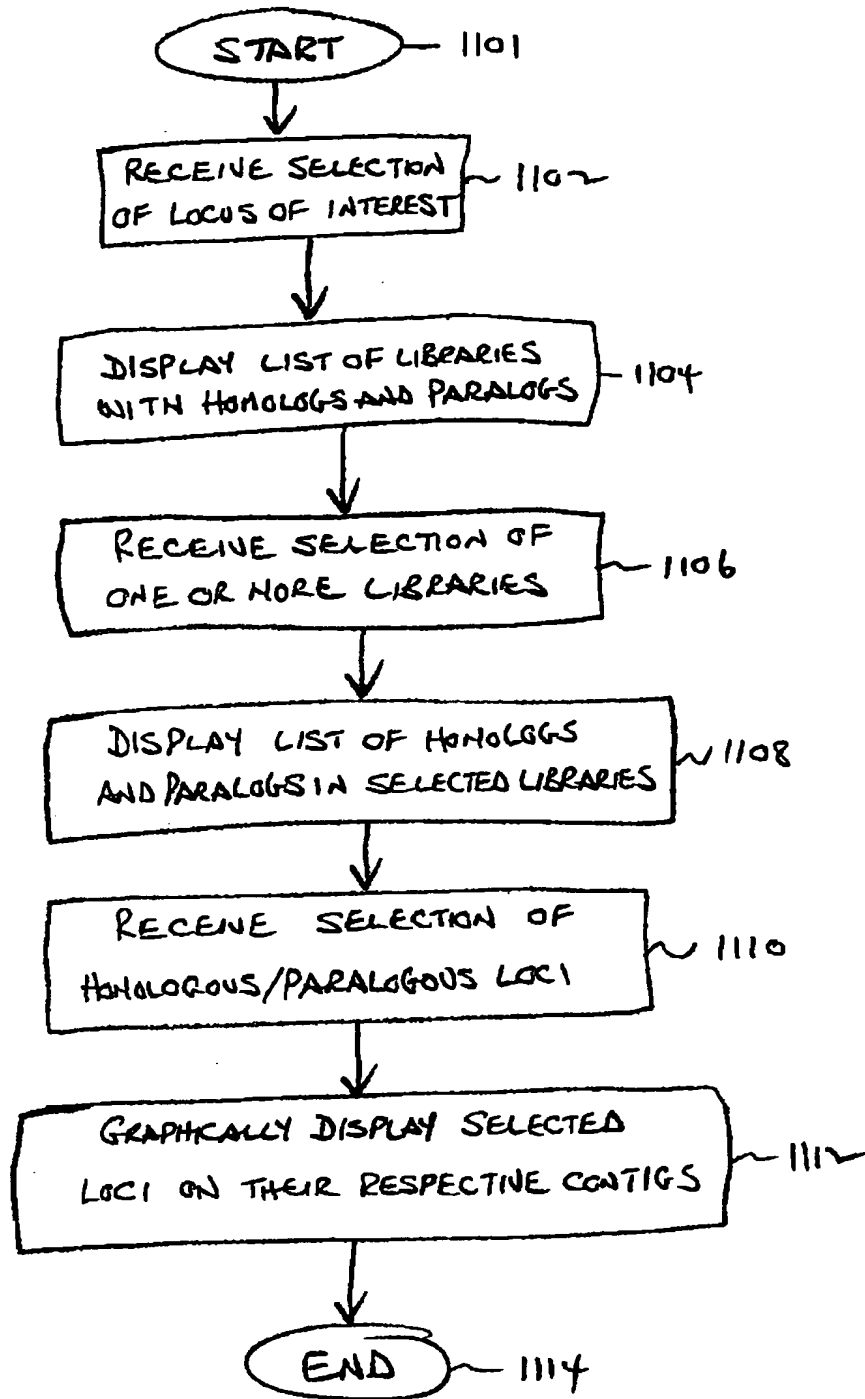 START
1101
RECEIVE SELECTION
OF LOCUS OF INTEREST
1102
DISPLAY LIST OF LIBRARIES
WITH HOMOLOGS AND PARALOGS
1104
RECEIVE SELECTION OF
ONE OR MORE LIBRARIES
1106
DISPLAY LIST OF HOMOLOGS
AND PARALOGS IN SELECTED LIBRARIES
1108
RECEIVE SELECTION OF
HOMOLOGOUS/PARALOGOUS LOCI
1110
GRAPHICALLY DISPLAY SELECTED
LOCI ON THEIR RESPECTIVE CONTIGS
1112
END
1114